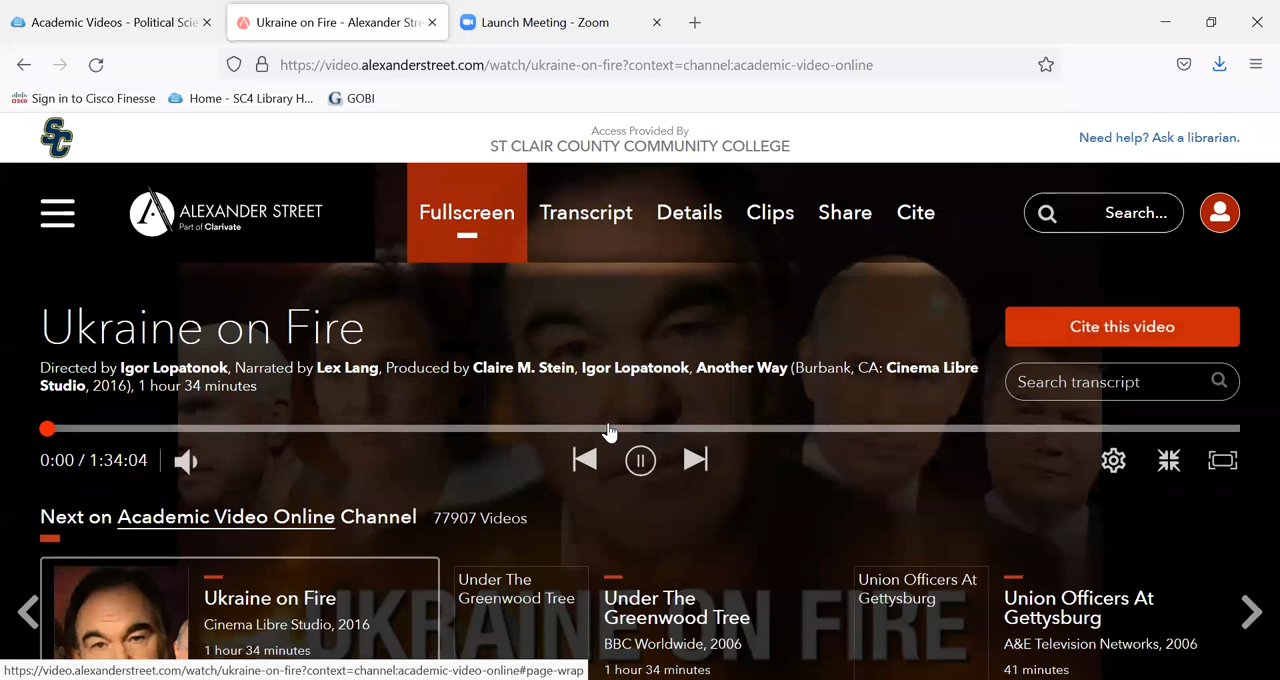 Academic Videos - Political Scie
Ukraine on Fire - Alexander Stre
Launch Meeting - Zoom
https://video.alexanderstreet.com/watch/ukraine-on-fire?context=channel:academic-video-online
cisco Sign in to Cisco Finesse
Home - SC4 Library H...
G GOBI
SC
Access Provided By
ST CLAIR COUNTY COMMUNITY COLLEGE
Need help? Ask a librarian.
ALEXANDER STREET
Part of Clarivate
Fullscreen
Transcript
Details
Clips
Share
Cite
Search...
Ukraine on Fire
Directed by Igor Lopatonok, Narrated by Lex Lang, Produced by Claire M. Stein, Igor Lopatonok, Another Way (Burbank, CA: Cinema Libre
Studio, 2016), 1 hour 34 minutes
Cite this video
Search transcript
0:00 / 1:34:04
Next on Academic Video Online Channel 77907 Videos
Ukraine on Fire
Cinema Libre Studio, 2016
1 hour 34 minutes
Under The
Greenwood Tree
Under The
Greenwood Tree
BBC Worldwide, 2006
1 hour 34 minutes
Union Officers At
Gettysburg
Union Officers At
Gettysburg
A&E Television Networks, 2006
41 minutes
UKRAINE ON FIRE
https://video.alexanderstreet.com/watch/ukraine-on-fire?context=channel:academic-video-online#page-wrap